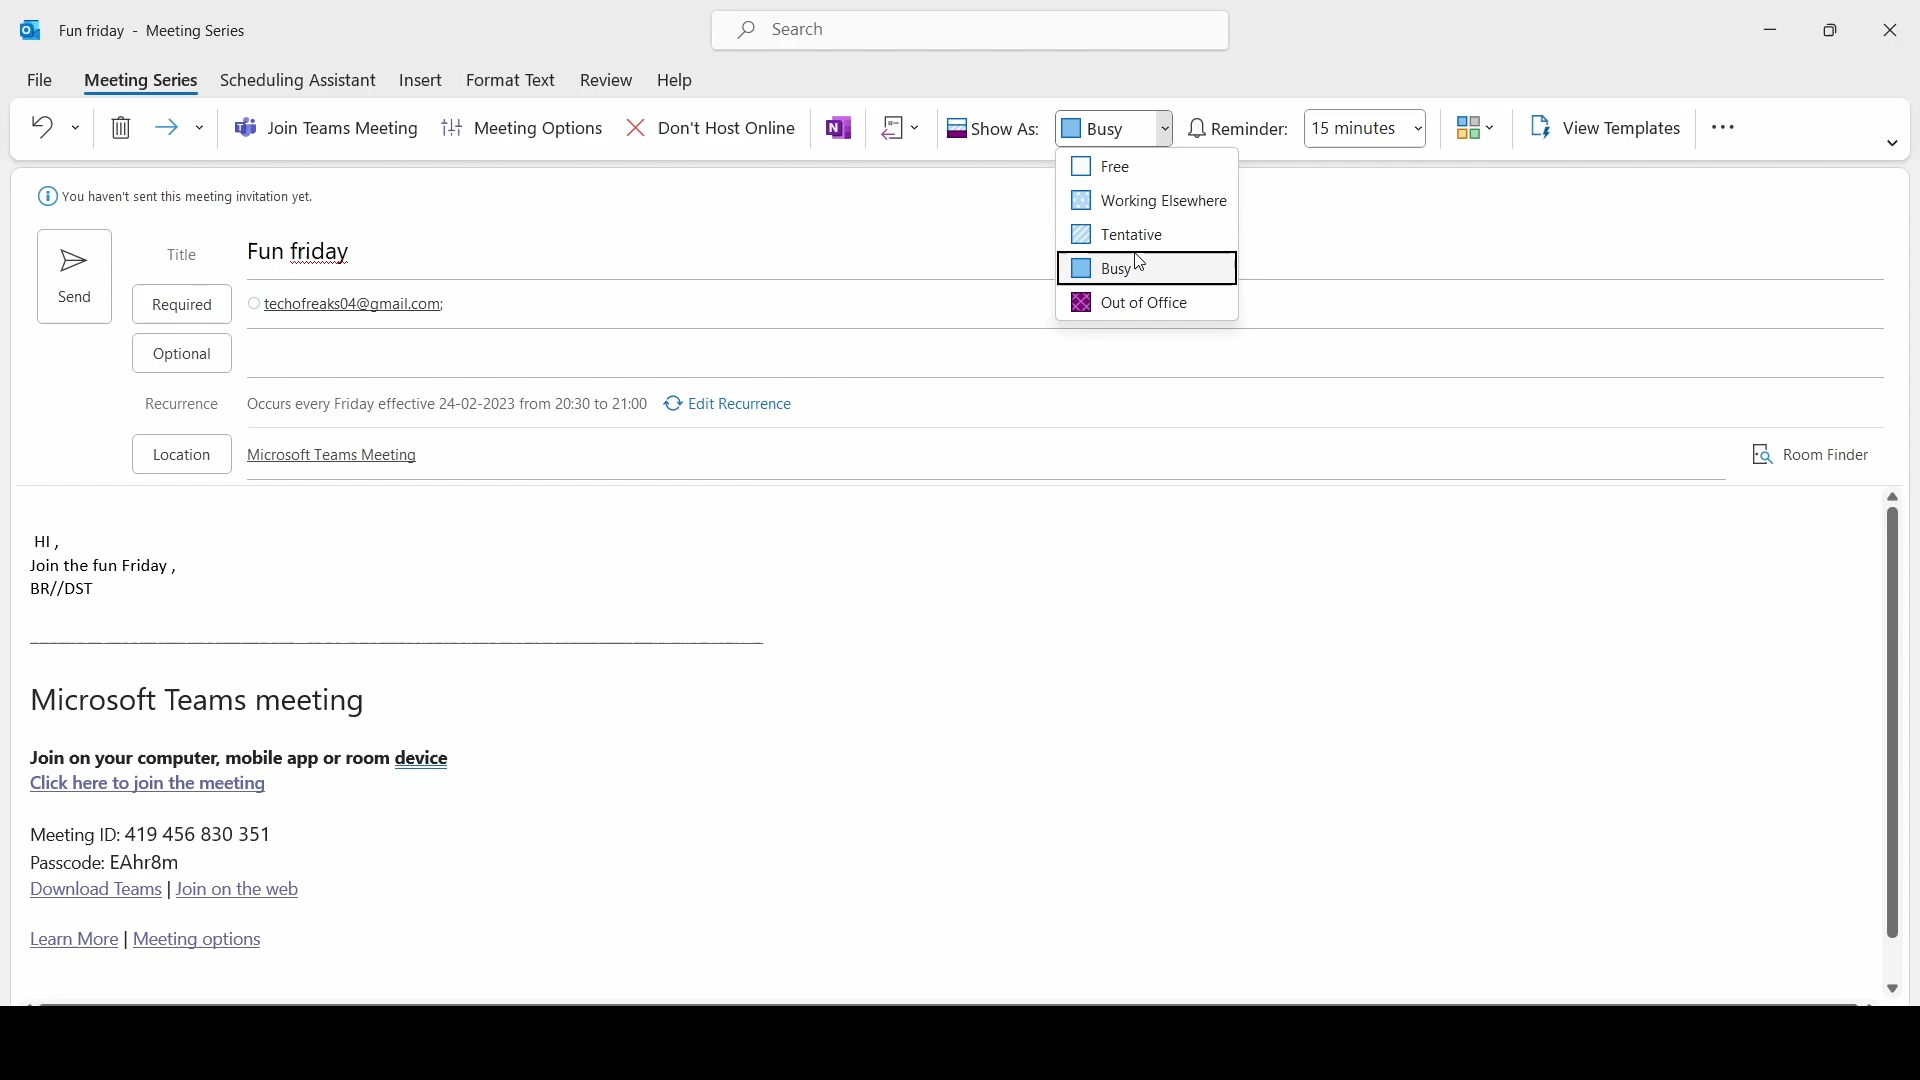 Fun friday - Meeting Series
Search
File Meeting Series Scheduling Assistant Insert Format Text Review Help
Join Teams Meeting Meeting Options Don't Host Online Show As: Busy Reminder: 15 minutes View Templates
Free
Working Elsewhere
Tentative
Busy
Out of Office
You haven't sent this meeting invitation yet.
Send
Title Fun friday
Required techofreaks04@gmail.com;
Optional
Recurrence Occurs every Friday effective 24-02-2023 from 20:30 to 21:00 Edit Recurrence
Location Microsoft Teams Meeting Room Finder
HI ,
Join the fun Friday ,
BR//DST
Microsoft Teams meeting
Join on your computer, mobile app or room device
Click here to join the meeting
Meeting ID: 419 456 830 351
Passcode: EAhr8m
Download Teams | Join on the web
Learn More | Meeting options